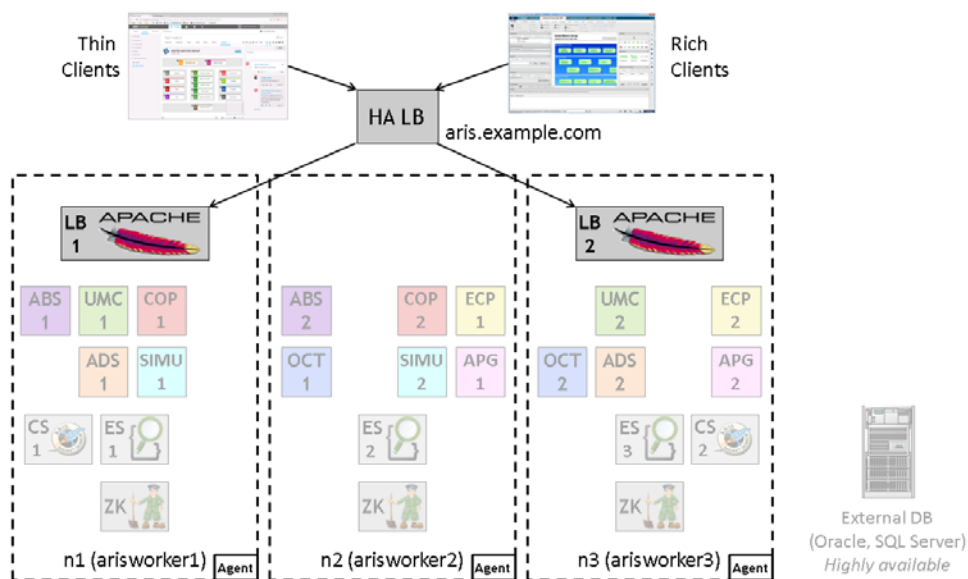 Thin
Clients
Rich
Clients
HA LB
aris.example.com
LB
1
APACHE
LB
2
APACHE
ABS
1
UMC
1
COP
1
ABS
2
COP
2
ECP
1
UMC
2
ECP
2
ADS
1
SIMU
1
OCT
1
SIMU
2
APG
1
OCT
2
ADS
2
APG
2
CS
1
ES
1
ES
2
ES
3
CS
2
ZK
ZK
ZK
External DB
(Oracle, SQL Server)
Highly available
n1 (arisworker1)
Agent
n2 (arisworker2)
Agent
n3 (arisworker3)
Agent